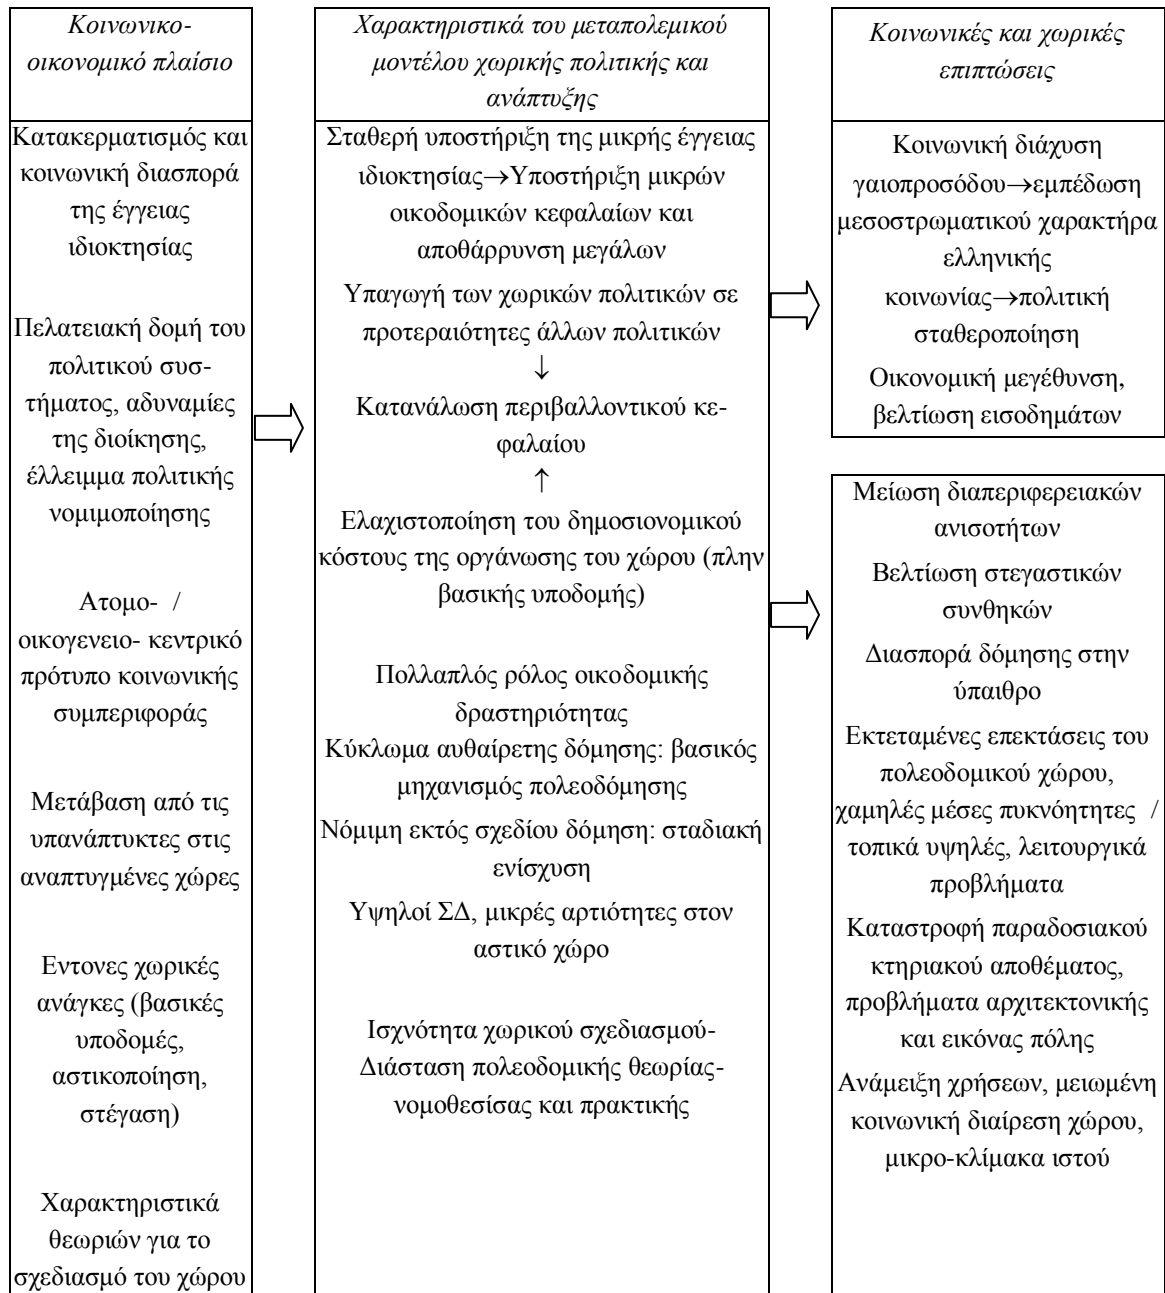 Κοινωνικο-
οικονομικό πλαίσιο
Κατακερματισμός και
κοινωνική διασπορά
της έγγειας
ιδιοκτησίας
Πελατειακή δομή του
πολιτικού συσ-
τήματος, αδυναμίες
της διοίκησης,
έλλειμμα πολιτικής
νομιμοποίησης
Ατομο- /
οικογενειο- κεντρικό
πρότυπο κοινωνικής
συμπεριφοράς
Μετάβαση από τις
υπανάπτυκτες στις
αναπτυγμένες χώρες
Εντονες χωρικές
ανάγκες (βασικές
υποδομές,
αστικοποίηση,
στέγαση)
Χαρακτηριστικά
θεωριών για το
σχεδιασμό του χώρου
Χαρακτηριστικά του μεταπολεμικού
μοντέλου χωρικής πολιτικής και
ανάπτυξης
Σταθερή υποστήριξη της μικρής έγγειας
ιδιοκτησίας→Υποστήριξη μικρών
οικοδομικών κεφαλαίων και
αποθάρρυνση μεγάλων
Υπαγωγή των χωρικών πολιτικών σε
προτεραιότητες άλλων πολιτικών
↓
Κατανάλωση περιβαλλοντικού κε-
φαλαίου
↑
Ελαχιστοποίηση του δημοσιονομικού
κόστους της οργάνωσης του χώρου (πλην
βασικής υποδομής)
Πολλαπλός ρόλος οικοδομικής
δραστηριότητας
Κύκλωμα αυθαίρετης δόμησης: βασικός
μηχανισμός πολεοδόμησης
Νόμιμη εκτός σχεδίου δόμηση: σταδιακή
ενίσχυση
Υψηλοί ΣΔ, μικρές αρτιότητες στον
αστικό χώρο
Ισχνότητα χωρικού σχεδιασμού-
Διάσταση πολεοδομικής θεωρίας-
νομοθεσίσας και πρακτικής
Κοινωνικές και χωρικές
επιπτώσεις
Κοινωνική διάχυση
γαιοπροσόδου→εμπέδωση
μεσοστρωματικού χαρακτήρα
ελληνικής
κοινωνίας→πολιτική
σταθεροποίηση
Οικονομική μεγέθυνση,
βελτίωση εισοδημάτων
Μείωση διαπεριφερειακών
ανισοτήτων
Βελτίωση στεγαστικών
συνθηκών
Διασπορά δόμησης στην
ύπαιθρο
Εκτεταμένες επεκτάσεις του
πολεοδομικού χώρου,
χαμηλές μέσες πυκνόητητες /
τοπικά υψηλές, λειτουργικά
προβλήματα
Καταστροφή παραδοσιακού
κτηριακού αποθέματος,
προβλήματα αρχιτεκτονικής
και εικόνας πόλης
Ανάμειξη χρήσεων, μειωμένη
κοινωνική διαίρεση χώρου,
μικρο-κλίμακα ιστού